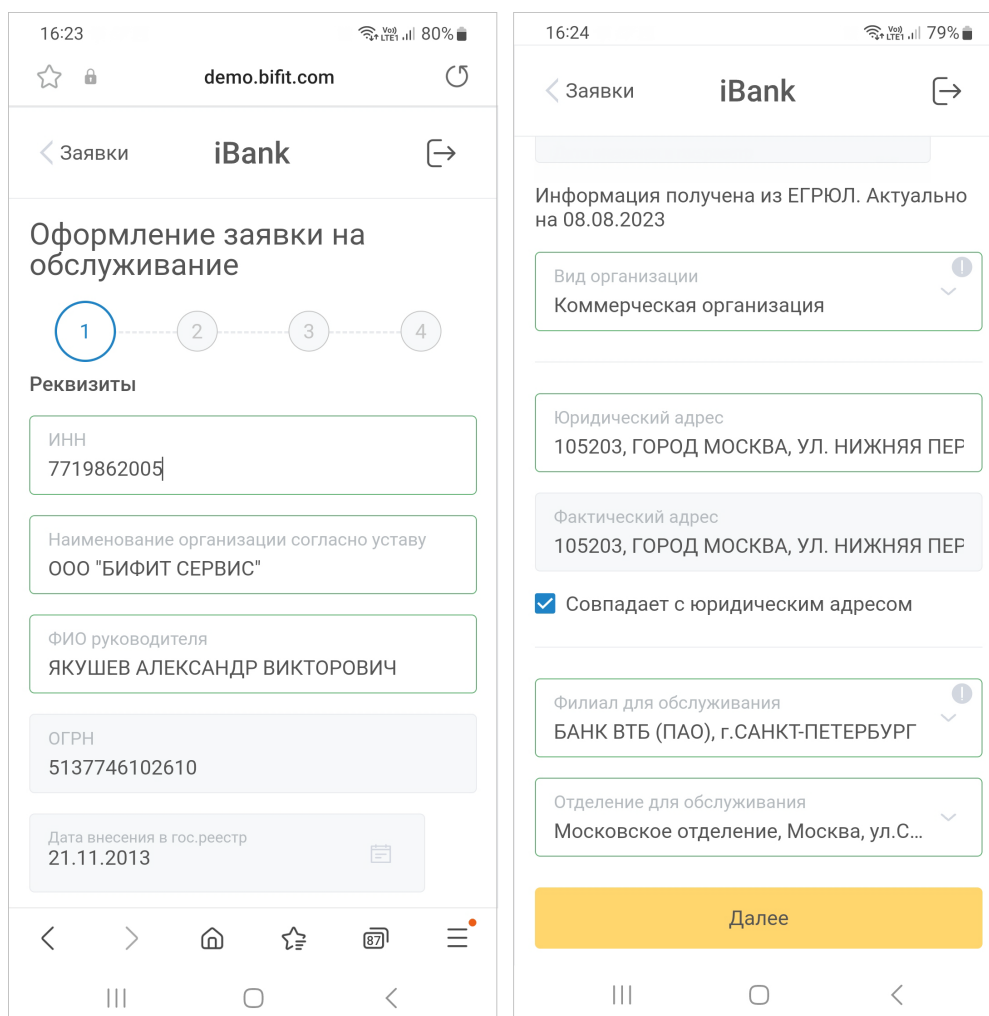 16:23
Vo)) LTE1 80%
demo.bifit.com
Заявки
iBank
Оформление заявки на
обслуживание
1
2
3
4
Реквизиты
ИНН
7719862005
Наименование организации согласно уставу
ООО "БИФИТ СЕРВИС"
ФИО руководителя
ЯКУШЕВ АЛЕКСАНДР ВИКТОРОВИЧ
ОГРН
5137746102610
Дата внесения в гос.реестр
21.11.2013
87
16:24
Vo)) LTE1 79%
Заявки
iBank
Информация получена из ЕГРЮЛ. Актуально
на 08.08.2023
Вид организации
Коммерческая организация
Юридический адрес
105203, ГОРОД МОСКВА, УЛ. НИЖНЯЯ ПЕР
Фактический адрес
105203, ГОРОД МОСКВА, УЛ. НИЖНЯЯ ПЕР
Совпадает с юридическим адресом
Филиал для обслуживания
БАНК ВТБ (ПАО), г.САНКТ-ПЕТЕРБУРГ
Отделение для обслуживания
Московское отделение, Москва, ул.С...
Далее